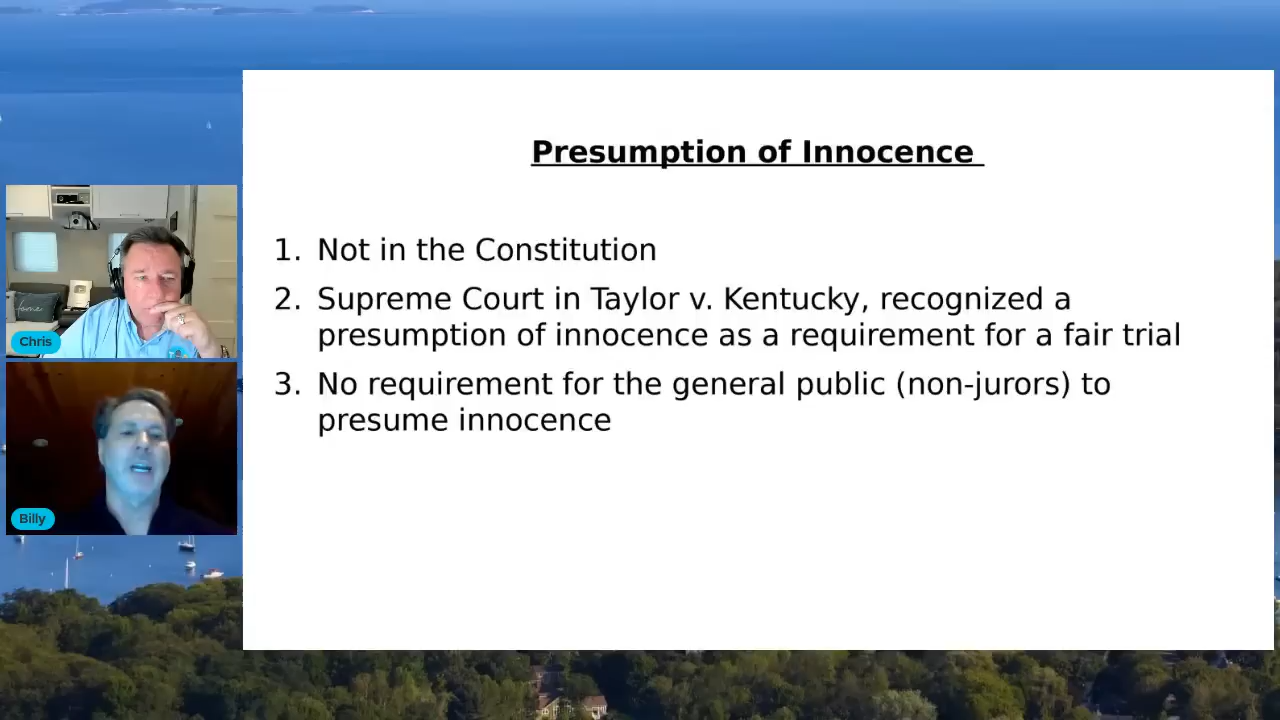 Presumption of Innocence
1. Not in the Constitution
2. Supreme Court in Taylor v. Kentucky, recognized a
presumption of innocence as a requirement for a fair trial
3. No requirement for the general public (non-jurors) to
presume innocence
home
Chris
Billy